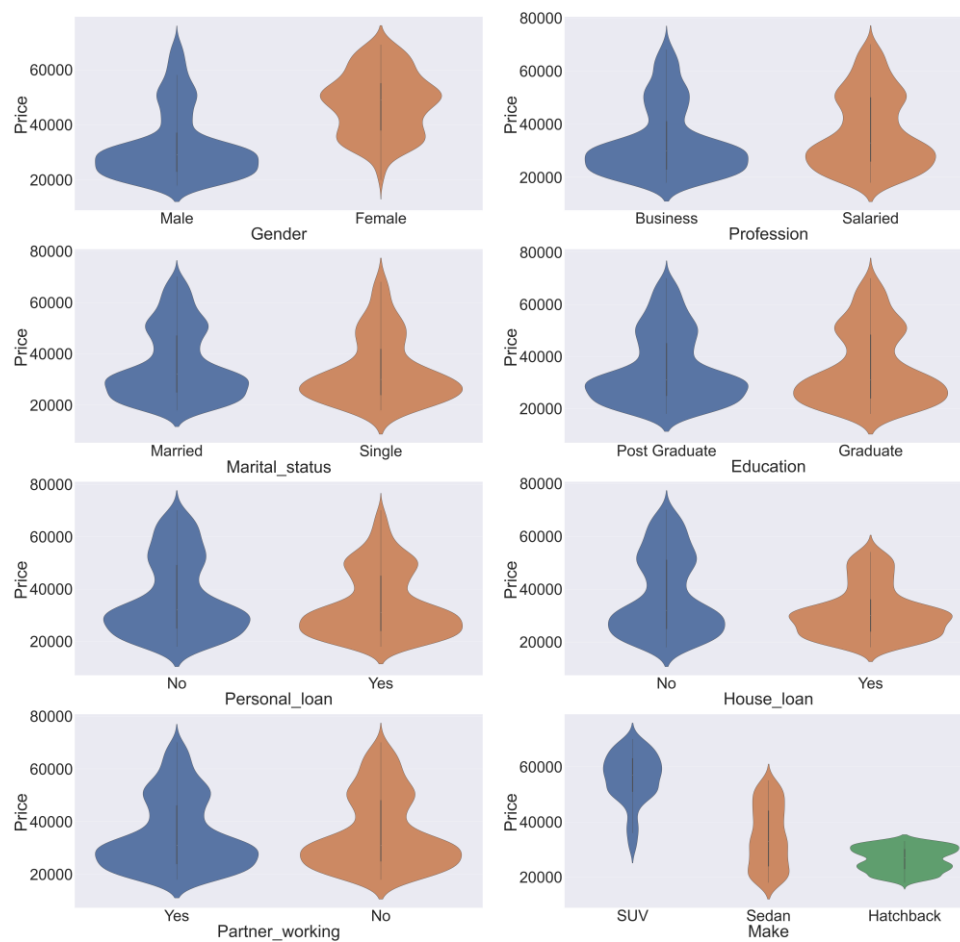 60000
40000
20000
Price
Male Female
Gender
80000
60000
40000
20000
Price
Business Salaried
Profession
80000
60000
40000
20000
Price
Married Single
Marital_status
80000
60000
40000
20000
Price
Post Graduate Graduate
Education
80000
60000
40000
20000
Price
No Yes
Personal_loan
80000
60000
40000
20000
Price
No Yes
House_loan
80000
60000
40000
20000
Price
Yes No
Partner_working
60000
40000
20000
Price
SUV Sedan Hatchback
Make